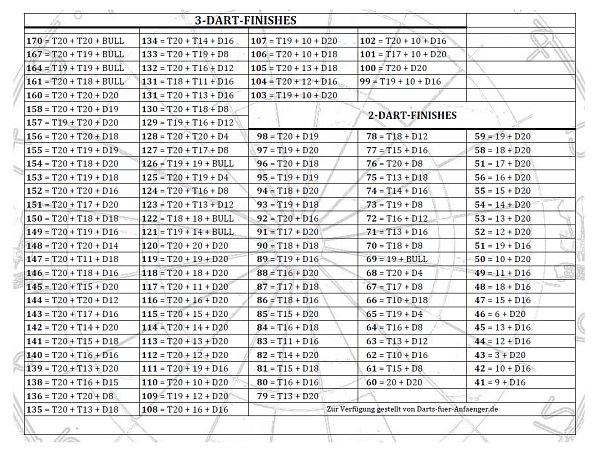 3-DART-FINISHES
170 = T20 + T20 + BULL
167 = T20 + T19 + BULL
164 = T19 + T19 + BULL
161 = T20 + T18 + BULL
160 = T20 + T20 + D20
158 = T20 + T20 + D19
157 = T19 + T20 + D20
156 = T20 + T20 + D18
155 = T20 + T19 + D19
154 = T20 + T18 + D20
153 = T20 + T19 + D18
152 = T20 + T20 + D16
151 = T20 + T17 + D20
150 = T20 + T18 + D18
149 = T20 + T19 + D16
148 = T20 + T20 + D14
147 = T20 + T11 + D18
146 = T20 + T18 + D16
145 = T20 + T15 + D20
144 = T20 + T20 + D12
143 = T20 + T17 + D16
142 = T20 + T14 + D20
141 = T20 + T15 + D18
140 = T20 + T16 + D16
139 = T20 + T13 + D20
138 = T20 + T16 + D15
136 = T20 + T20 + D8
135 = T20 + T13 + D18
134 = T20 + T14 + D16
133 = T20 + T19 + D8
132 = T20 + T16 + D12
131 = T18 + T11 + D16
131 = T20 + T13 + D16
130 = T20 + T18 + D8
129 = T19 + T16 + D12
128 = T20 + T20 + D4
127 = T20 + T17 + D8
126 = T19 + 19 + BULL
125 = T20 + T19 + D4
124 = T20 + T16 + D8
123 = T20 + T13 + D12
122 = T18 + 18 + BULL
121 = T19 + 14 + BULL
120 = T20 + 20 + D20
119 = T20 + 19 + D20
118 = T20 + 18 + D20
117 = T20 + 11 + D20
116 = T20 + 16 + D20
115 = T20 + 15 + D20
114 = T20 + 14 + D20
113 = T20 + 13 + D20
112 = T20 + 12 + D20
111 = T20 + 19 + D16
110 = T20 + 10 + D20
109 = T19 + 12 + D20
108 = T20 + 16 + D16
107 = T19 + 10 + D20
106 = T20 + 10 + D18
105 = T20 + 13 + D18
104 = T20 + 12 + D16
103 = T19 + 10 + D20
102 = T20 + 10 + D16
101 = T17 + 10 + D20
100 = T20 + D20
99 = T19 + 10 + D16
2-DART-FINISHES
98 = T20 + D19
97 = T19 + D20
96 = T20 + D18
95 = T19 + D19
94 = T18 + D20
93 = T19 + D18
92 = T20 + D16
91 = T17 + D20
90 = T18 + D18
89 = T19 + D16
88 = T16 + D20
87 = T17 + D18
86 = T18 + D16
85 = T15 + D20
84 = T16 + D18
83 = T11 + D16
82 = T14 + D20
81 = T15 + D18
80 = T16 + D16
79 = T13 + D20
78 = T18 + D12
77 = T15 + D16
76 = T20 + D8
75 = T13 + D18
74 = T14 + D16
73 = T19 + D8
72 = T16 + D12
71 = T13 + D16
70 = T18 + D8
69 = 19 + BULL
68 = T20 + D4
67 = T17 + D8
66 = T10 + D18
65 = T19 + D4
64 = T16 + D8
63 = T13 + D12
62 = T10 + D16
61 = T15 + D8
60 = 20 + D20
59 = 19 + D20
58 = 18 + D20
51 = 17 + D20
56 = 16 + D20
55 = 15 + D20
54 = 14 + D20
53 = 13 + D20
52 = 12 + D20
51 = 19 + D16
50 = 10 + D20
49 = 11 + D16
48 = 18 + D16
47 = 15 + D16
46 = 6 + D20
45 = 13 + D16
44 = 12 + D16
43 = 3 + D20
42 = 10 + D16
41 = 9 + D16
Zur Verfügung gestellt von Darts-fuer-Anfaenger.de